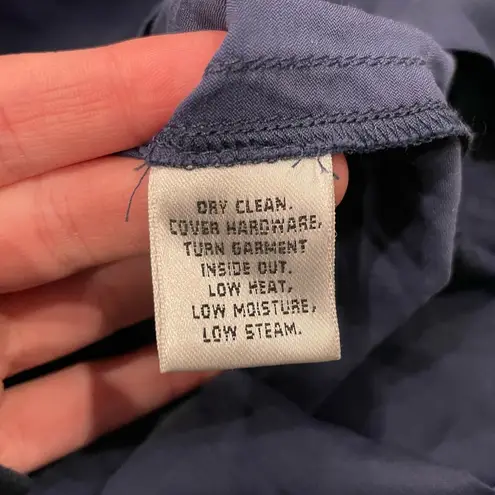 DRY CLEAN.
COVER HARDWARE,
TURN GARMENT
INSIDE OUT.
LOW HEAT,
LOW MOISTURE,
LOW STEAM.